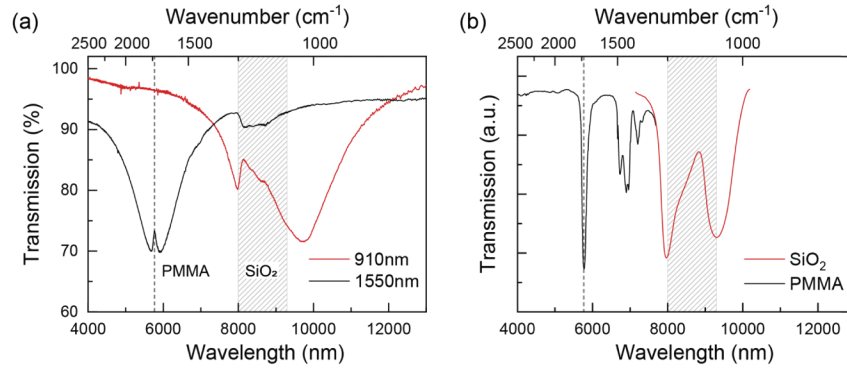 (a)
Wavenumber (cm⁻¹)
2500 2000 1500 1000
Transmission (%)
100
90
80
70
60
PMMA
SiO₂
910nm
1550nm
4000 6000 8000 10000 12000
Wavelength (nm)
(b)
Wavenumber (cm⁻¹)
2500 2000 1500 1000
Transmission (a.u.)
SiO₂
PMMA
4000 6000 8000 10000 12000
Wavelength (nm)